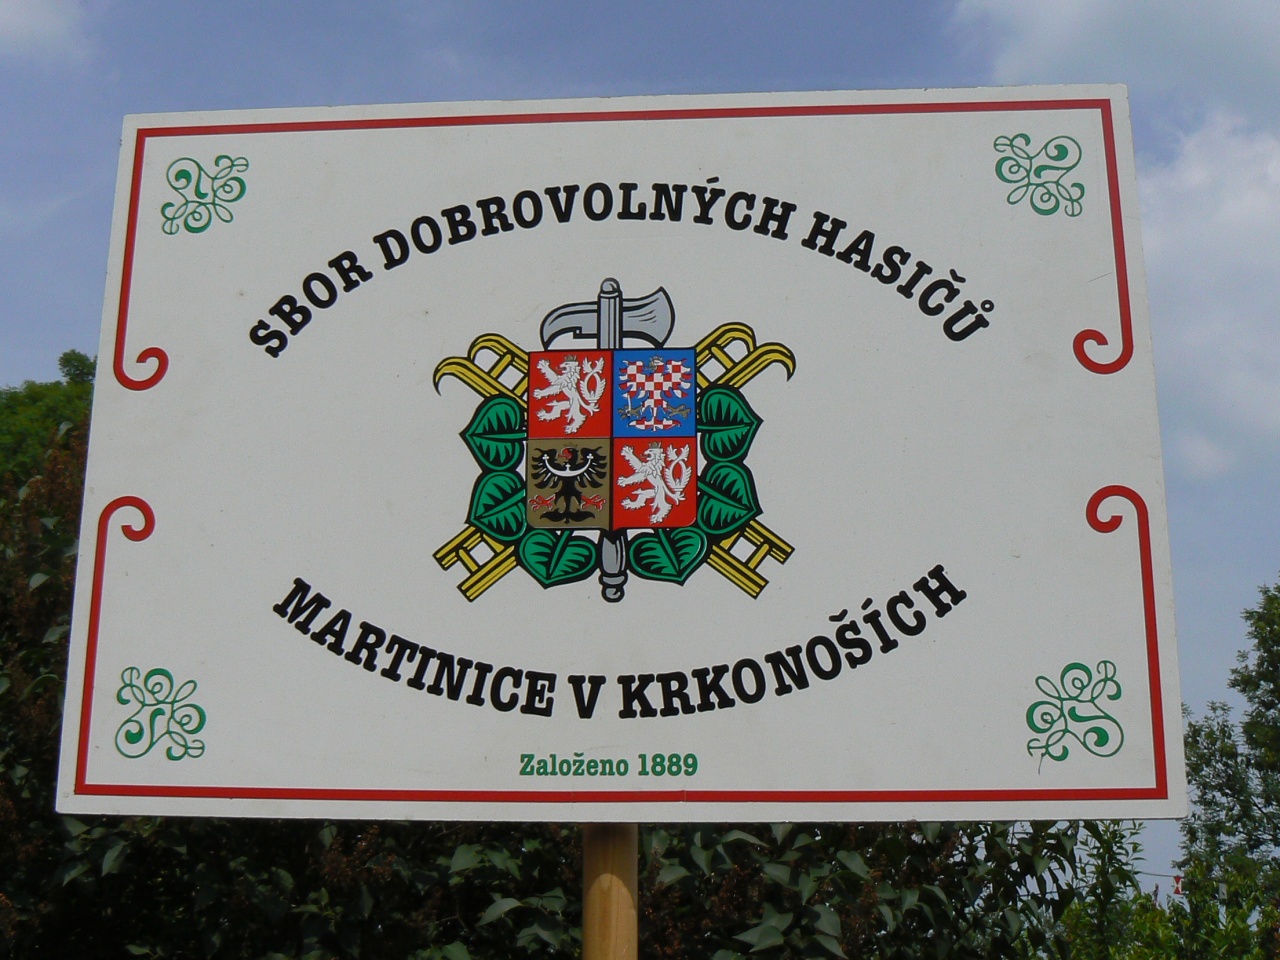 SBOR DOBROVOLNÝCH HASIČŮ
MARTINICE V KRKONOŠÍCH
Založeno 1889